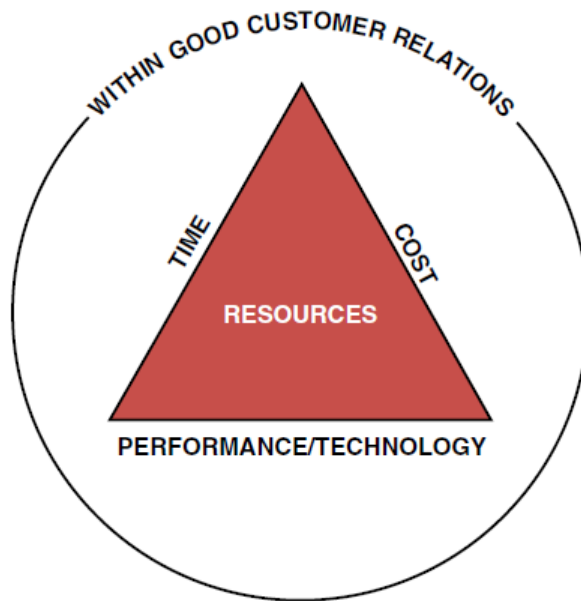 WITHIN GOOD CUSTOMER RELATIONS
TIME
COST
RESOURCES
PERFORMANCE/TECHNOLOGY